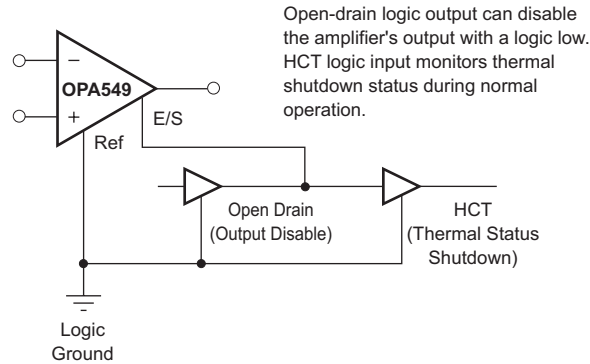 Open-drain logic output can disable
the amplifier's output with a logic low.
HCT logic input monitors thermal
shutdown status during normal
operation.
–
OPA549
+
E/S
Ref
Open Drain
(Output Disable)
HCT
(Thermal Status
Shutdown)
Logic
Ground